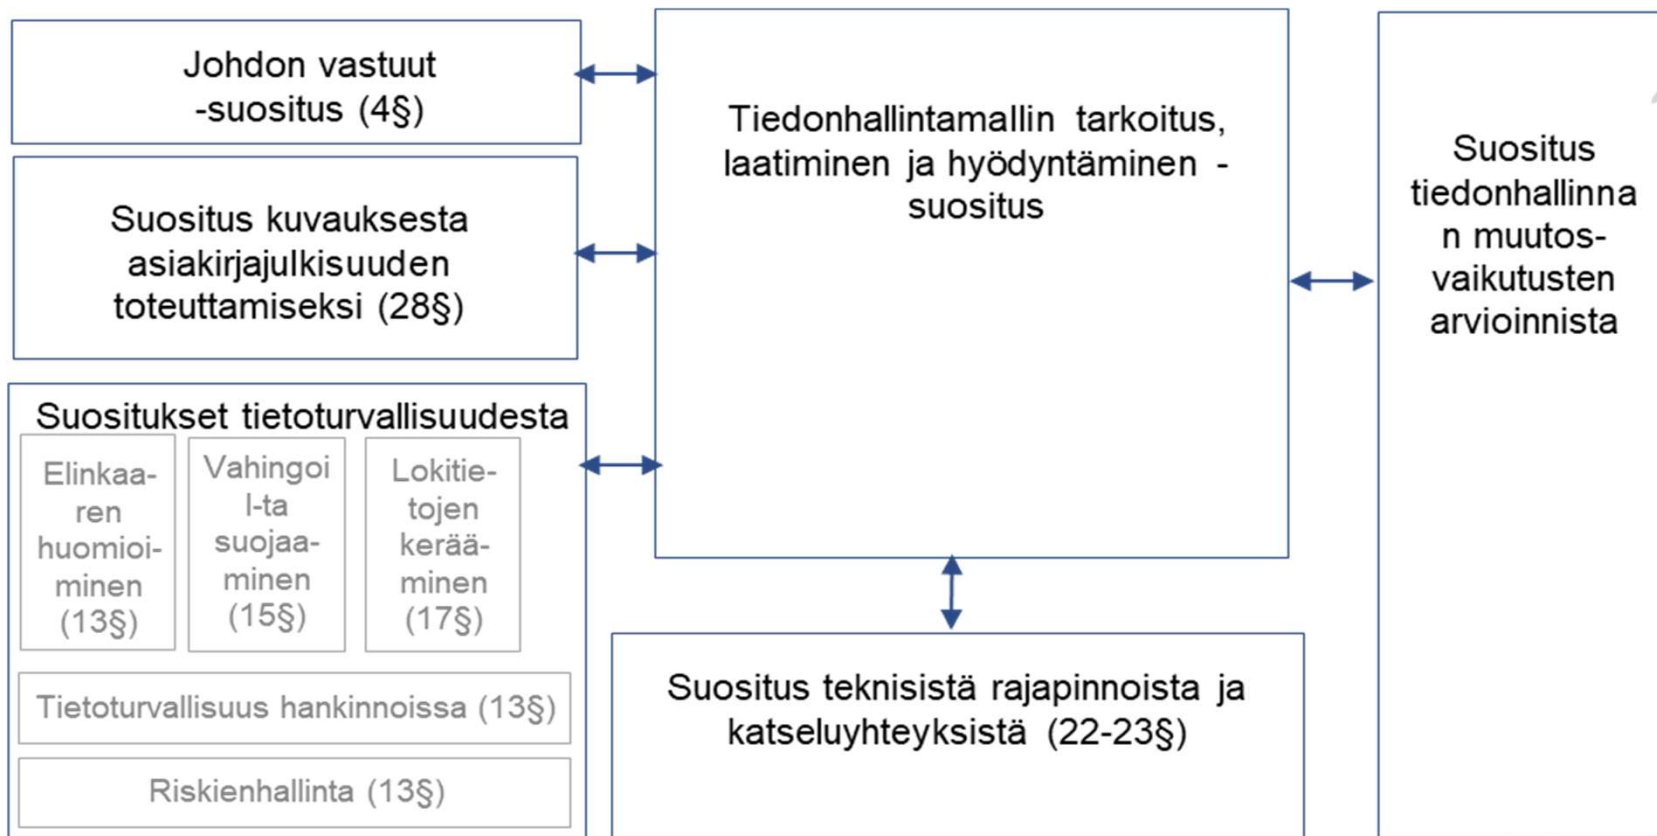 Johdon vastuut
-suositus (4§)
Suositus kuvauksesta
asiakirjajulkisuuden
toteuttamiseksi (28§)
Suositukset tietoturvallisuudesta
Elinkaa-
ren
huomioi-
minen
(13§)
Vahingoi
l-ta
suojaa-
minen
(15§)
Lokitie-
tojen
kerää-
minen
(17§)
Tietoturvallisuus hankinnoissa (13§)
Riskienhallinta (13§)
Tiedonhallintamallin tarkoitus,
laatiminen ja hyödyntäminen -
suositus
Suositus teknisistä rajapinnoista ja
katseluyhteyksistä (22-23§)
Suositus
tiedonhallinna
n muutos-
vaikutusten
arvioinnista